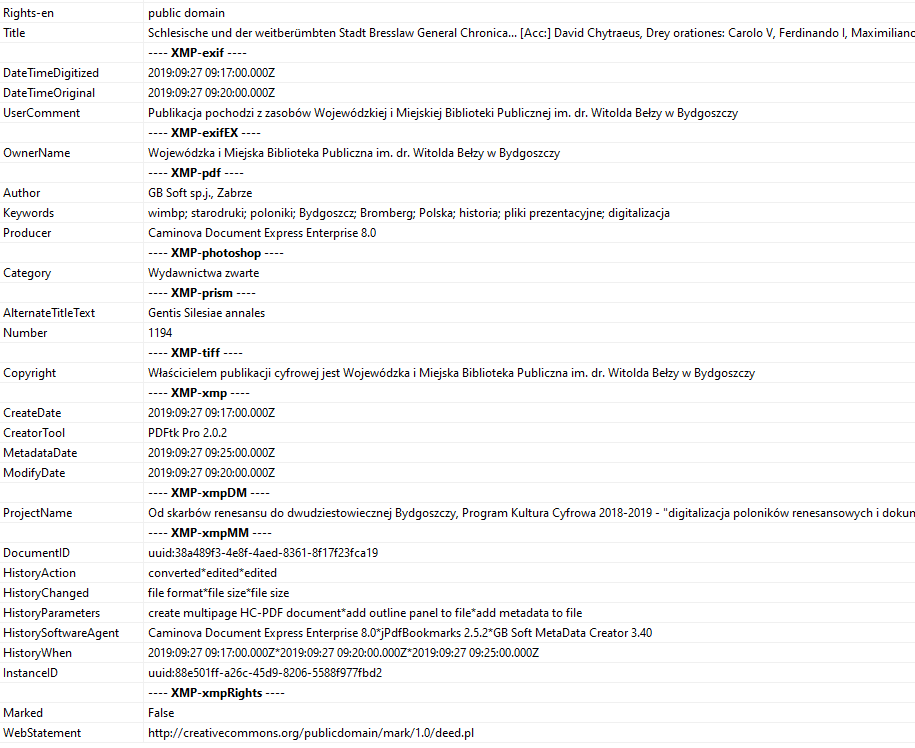 Rights-en public domain
Title Schlesische und der weitberümbten Stadt Bresslaw General Chronica... [Acc:] David Chytraeus, Drey orationes: Carolo V, Ferdinando I, Maximiliano
---- XMP-exif ----
DateTimeDigitized 2019:09:27 09:17:00.000Z
DateTimeOriginal 2019:09:27 09:20:00.000Z
UserComment Publikacja pochodzi z zasobów Wojewódzkiej i Miejskiej Biblioteki Publicznej im. dr. Witolda Bełzy w Bydgoszczy
---- XMP-exifEX ----
OwnerName Wojewódzka i Miejska Biblioteka Publiczna im. dr. Witolda Bełzy w Bydgoszczy
---- XMP-pdf ----
Author GB Soft sp.j., Zabrze
Keywords wimbp; starodruki; poloniki; Bydgoszcz; Bromberg; Polska; historia; pliki prezentacyjne; digitalizacja
Producer Caminova Document Express Enterprise 8.0
---- XMP-photoshop ----
Category Wydawnictwa zwarte
---- XMP-prism ----
AlternateTitleText Gentis Silesiae annales
Number 1194
---- XMP-tiff ----
Copyright Właścicielem publikacji cyfrowej jest Wojewódzka i Miejska Biblioteka Publiczna im. dr. Witolda Bełzy w Bydgoszczy
---- XMP-xmp ----
CreateDate 2019:09:27 09:17:00.000Z
CreatorTool PDFtk Pro 2.0.2
MetadataDate 2019:09:27 09:25:00.000Z
ModifyDate 2019:09:27 09:20:00.000Z
---- XMP-xmpDM ----
ProjectName Od skarbów renesansu do dwudziestowiecznej Bydgoszczy, Program Kultura Cyfrowa 2018-2019 - "digitalizacja poloników renesansowych i dokun
---- XMP-xmpMM ----
DocumentID uuid:38a489f3-4e8f-4aed-8361-8f17f23fca19
HistoryAction converted*edited*edited
HistoryChanged file format*file size*file size
HistoryParameters create multipage HC-PDF document*add outline panel to file*add metadata to file
HistorySoftwareAgent Caminova Document Express Enterprise 8.0*jPdfBookmarks 2.5.2*GB Soft MetaData Creator 3.40
HistoryWhen 2019:09:27 09:17:00.000Z*2019:09:27 09:20:00.000Z*2019:09:27 09:25:00.000Z
InstanceID uuid:88e501ff-a26c-45d9-8206-5588f977fbd2
---- XMP-xmpRights ----
Marked False
WebStatement http://creativecommons.org/publicdomain/mark/1.0/deed.pl